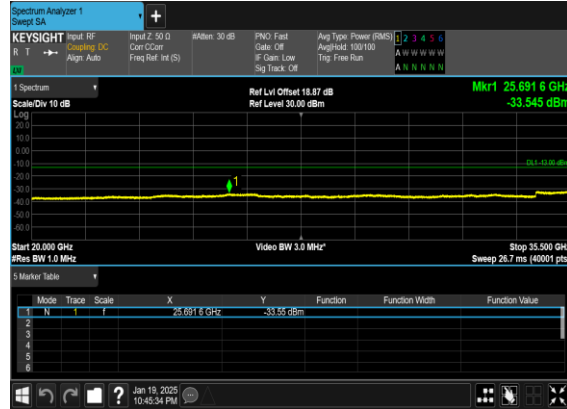 Spectrum Analyzer 1
Swept SA
+
KEYSIGHT Input: RF Input Z: 50 Ω #Atten: 30 dB PNO: Fast Avg Type: Power (RMS) 1 2 3 4 5 6
R T Coupling: DC Corr CCorr Gate: Off Avg|Hold: 100/100 A W W W W W
Align: Auto Freq Ref: Int (S) IF Gain: Low Trig: Free Run
Sig Track: Off A N N N N N
1 Spectrum
Scale/Div 10 dB
Ref Lvl Offset 18.87 dB
Ref Level 30.00 dBm
Mkr1 25.691 6 GHz
-33.545 dBm
Log
20.0
10.0
0.00
-10.0
DL1 -13.00 dBm
-20.0
1
-30.0
-40.0
-50.0
-60.0
Start 20.000 GHz Video BW 3.0 MHz* Stop 35.500 GHz
#Res BW 1.0 MHz Sweep 26.7 ms (40001 pts)
5 Marker Table
Mode Trace Scale X Y Function Function Width Function Value
1 N 1 f 25.691 6 GHz -33.55 dBm
2
3
4
5
6
? Jan 19, 2025
10:45:34 PM